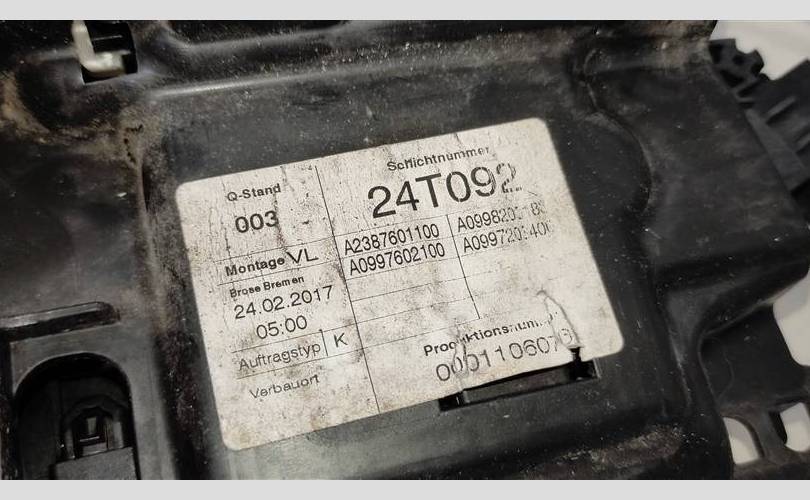 Q-Stand
003
Schichtnummer
24T092
Montage VL
A2387601100
A0997602100
Brose Bremen
24.02.2017
05:00
Auftragstyp K
Verbauort